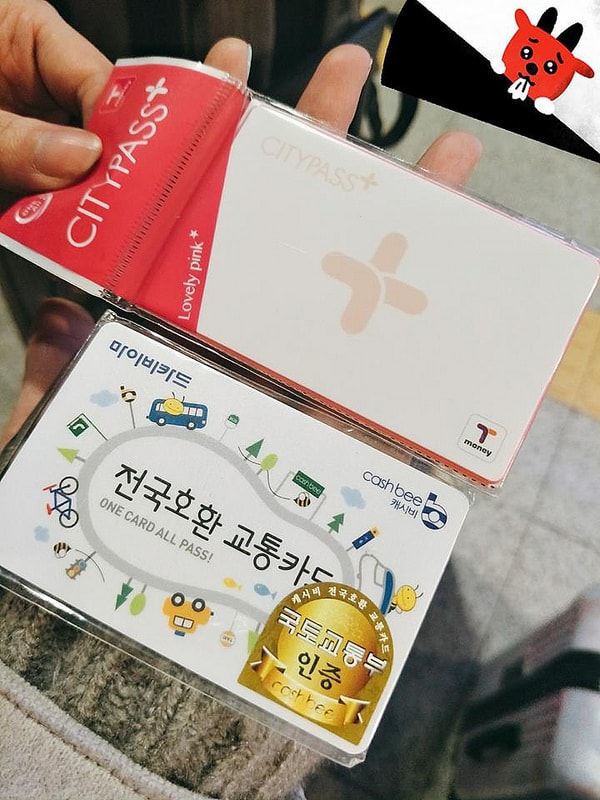 CITYPASS+
Lovely pink*
CITYPASS+
T
money
마이비카드
cashbee
캐시비
cashbee
전국호환 교통카드
ONE CARD ALL PASS!
캐시비 전국호환 교통카드
국토교통부
인증
cashbee